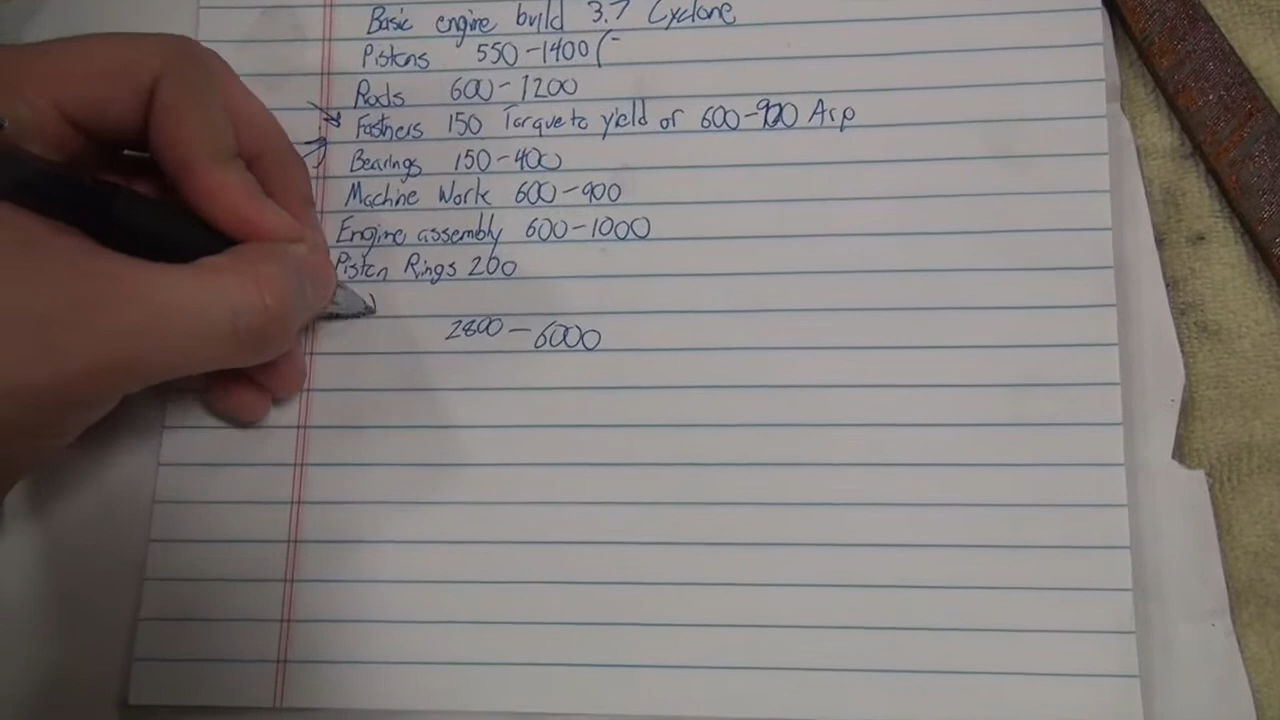 Basic engine build 3.7 Cyclone
Pistons 550-1400 (-
Rods 600-1200
Fastners 150 Torque to yield or 600-900 Arp
Bearings 150-400
Machine Work 600-900
Engine assembly 600-1000
Piston Rings 200
2800-6000